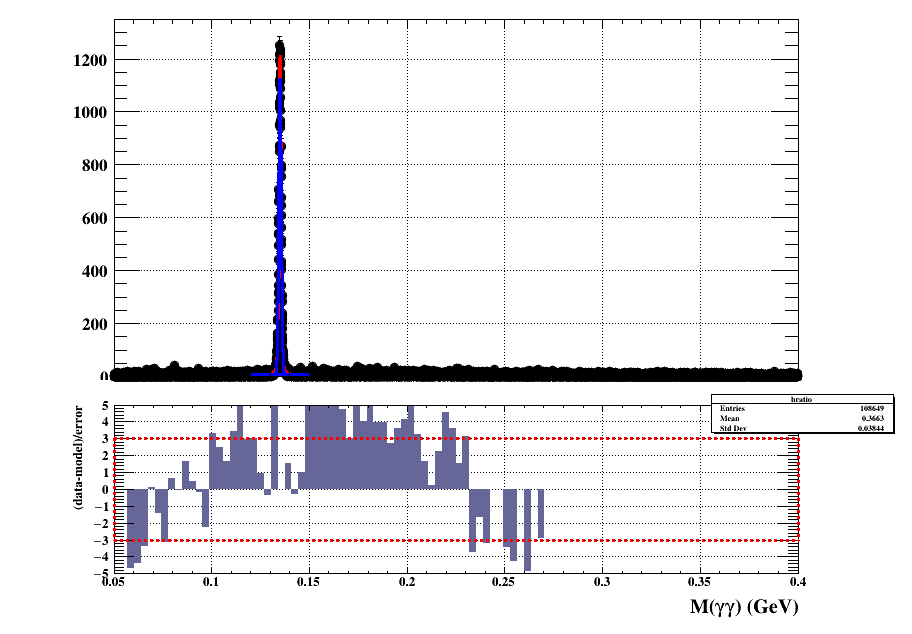 1200
1000
800
600
400
200
0
hratio
Entries 108649
Mean 0.3663
Std Dev 0.03844
5
4
3
2
1
0
−1
−2
−3
−4
−5
(data-model)/error
0.05 0.1 0.15 0.2 0.25 0.3 0.35 0.4
M(γγ) (GeV)